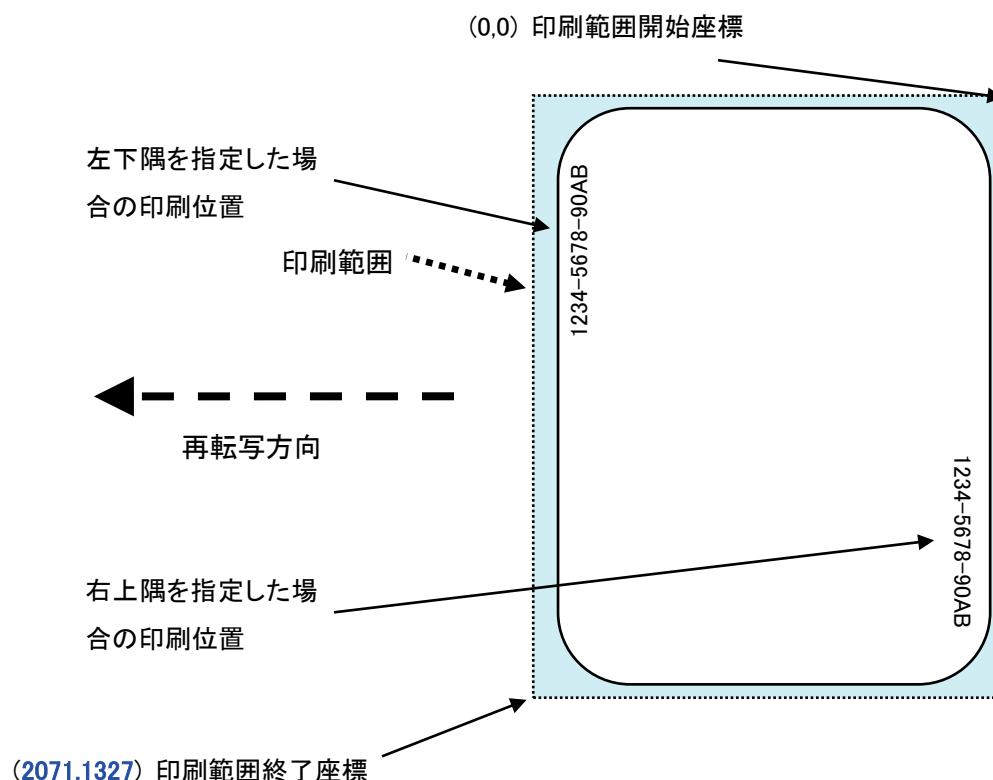 (0,0) 印刷範囲開始座標
左下隅を指定した場
合の印刷位置
1234-5678-90AB
印刷範囲
再転写方向
1234-5678-90AB
右上隅を指定した場
合の印刷位置
(2071.1327) 印刷範囲終了座標